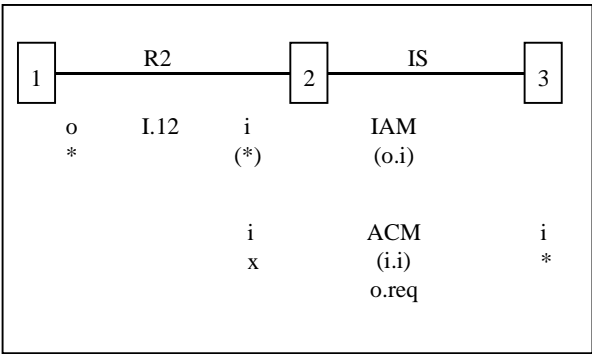 R2 IS
1 2 3
o I.12 i IAM
* (*) (o.i)
i ACM i
x (i.i) *
o.req